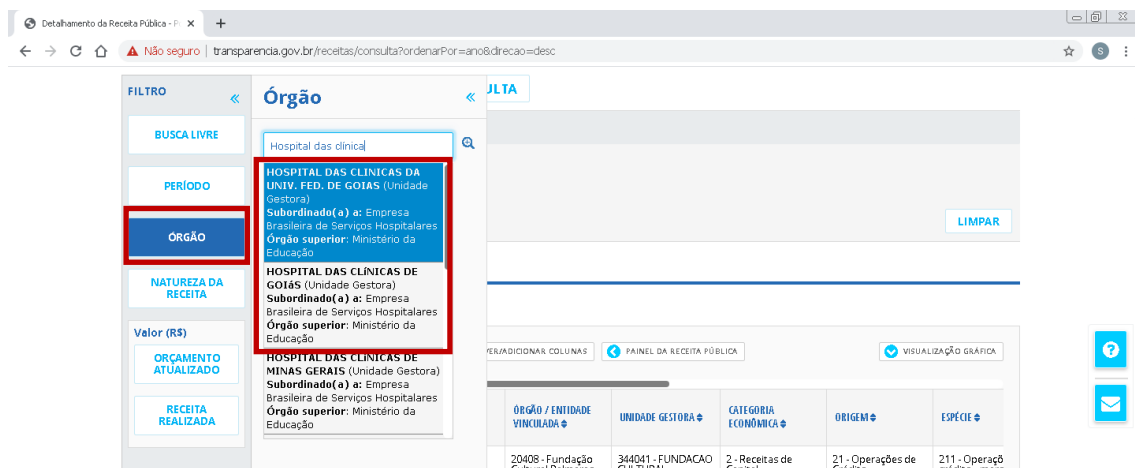 Detalhamento da Receita Pública - P
Não seguro | transparencia.gov.br/receitas/consulta?ordenarPor=ano&direcao=desc
S
FILTRO
BUSCA LIVRE
PERÍODO
ÓRGÃO
NATUREZA DA
RECEITA
Valor (R$)
ORÇAMENTO
ATUALIZADO
RECEITA
REALIZADA
Órgão
Hospital das clínica
HOSPITAL DAS CLINICAS DA
UNIV. FED. DE GOIAS (Unidade
Gestora)
Subordinado(a) a: Empresa
Brasileira de Serviços Hospitalares
Órgão superior: Ministério da
Educação
HOSPITAL DAS CLíNICAS DE
GOIáS (Unidade Gestora)
Subordinado(a) a: Empresa
Brasileira de Serviços Hospitalares
Órgão superior: Ministério da
Educação
HOSPITAL DAS CLíNICAS DE
MINAS GERAIS (Unidade Gestora)
Subordinado(a) a: Empresa
Brasileira de Serviços Hospitalares
Órgão superior: Ministério da
Educação
LIMPAR
ADICIONAR COLUNAS
PAINEL DA RECEITA PÚBLICA
VISUALIZAÇÃO GRÁFICA
ÓRGÃO / ENTIDADE
VINCULADA
UNIDADE GESTORA
CATEGORIA
ECONÔMICA
ORIGEM
ESPÉCIE
20408 - Fundação
344041 - FUNDACAO
2 - Receitas de
21 - Operações de
211 - Operaçõ